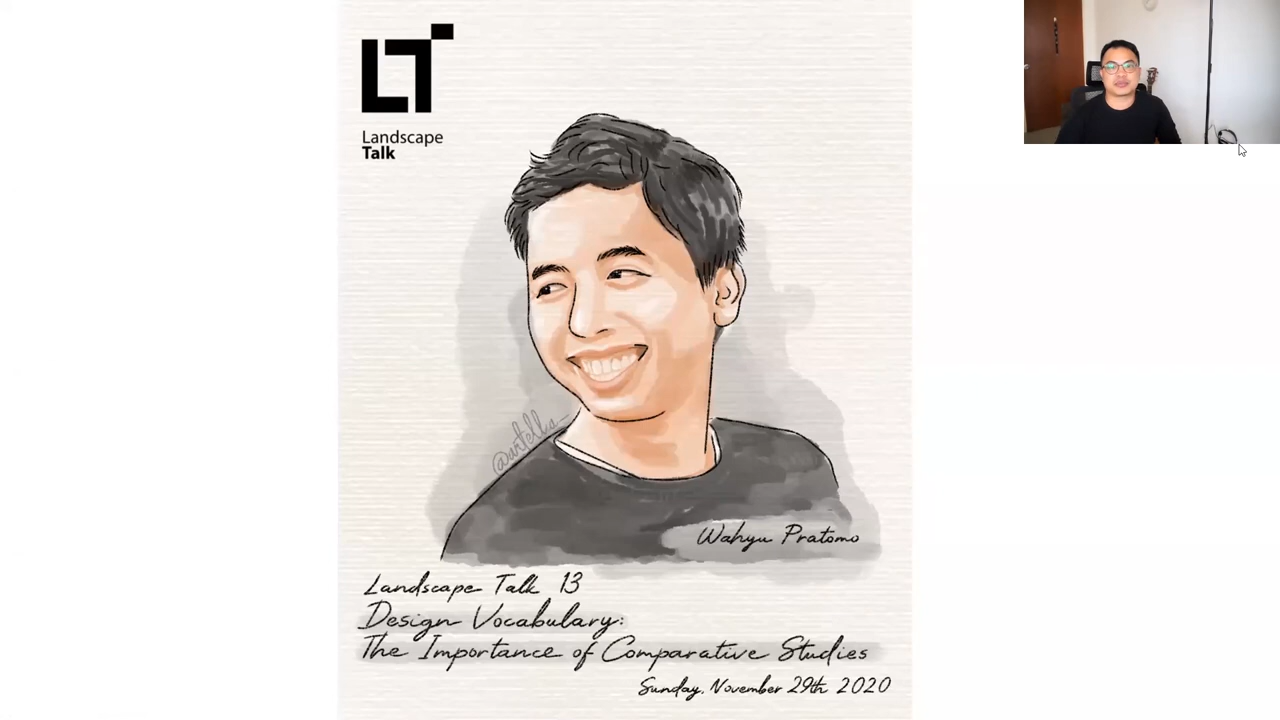 LT
Landscape
Talk
@artelka
Wahyu Pratomo
Landscape Talk 13
Design Vocabulary:
The Importance of Comparative Studies
Sunday, November 29th 2020